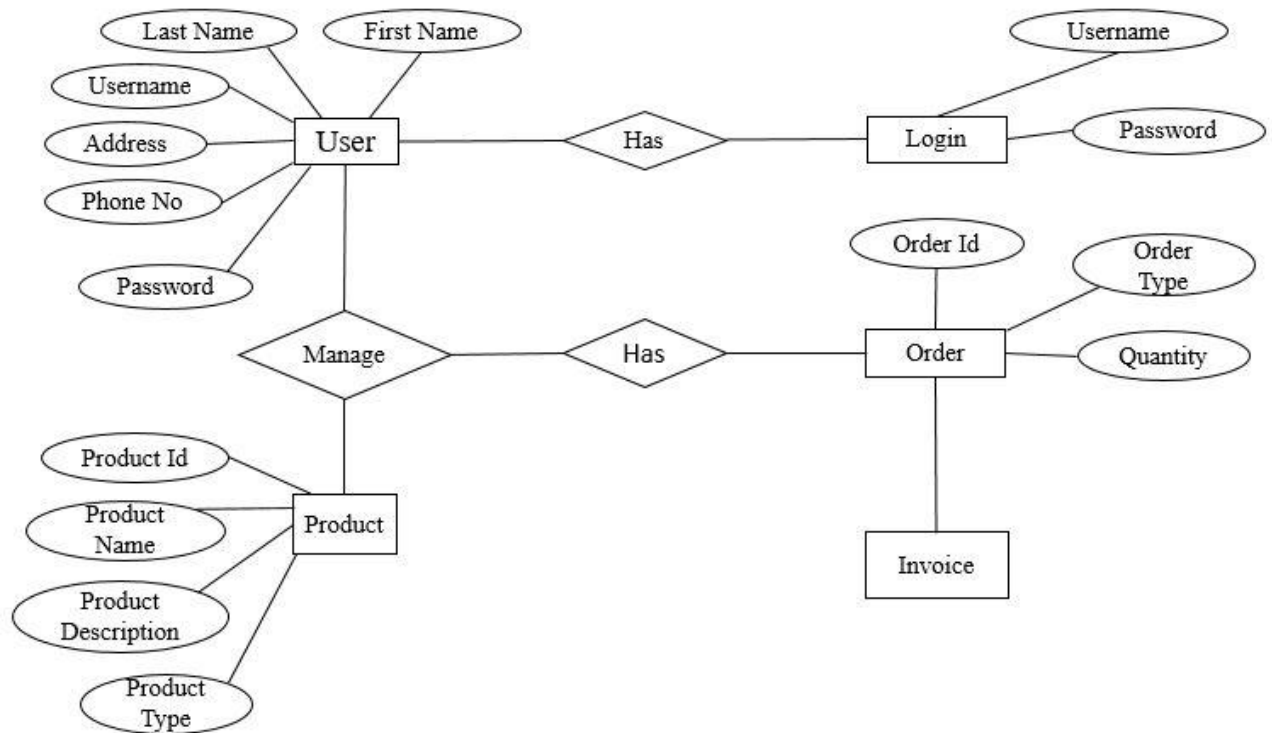 Last Name
First Name
Username
Username
Address
User
Has
Login
Password
Phone No
Order Id
Order
Type
Password
Manage
Has
Order
Quantity
Product Id
Product
Name
Product
Invoice
Product
Description
Product
Type